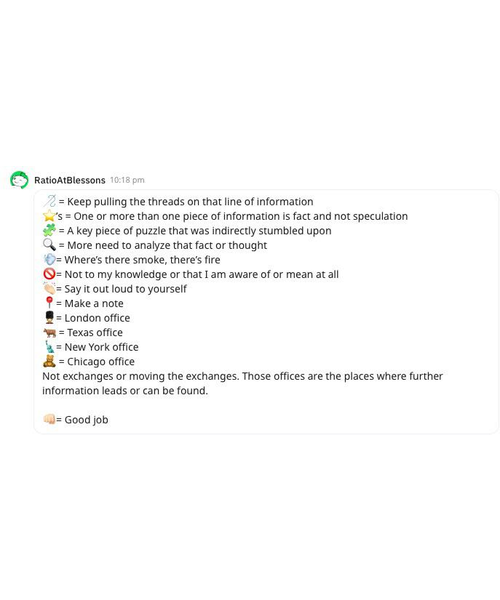 RatioAtBlessons 10:18 pm
🪡 = Keep pulling the threads on that line of information
⭐'s = One or more than one piece of information is fact and not speculation
🧩 = A key piece of puzzle that was indirectly stumbled upon
🔍 = More need to analyze that fact or thought
💨= Where's there smoke, there's fire
🚫= Not to my knowledge or that I am aware of or mean at all
👏🏻= Say it out loud to yourself
📍= Make a note
💂= London office
🐂= Texas office
🗽= New York office
🧸= Chicago office
Not exchanges or moving the exchanges. Those offices are the places where further
information leads or can be found.
👊🏻= Good job